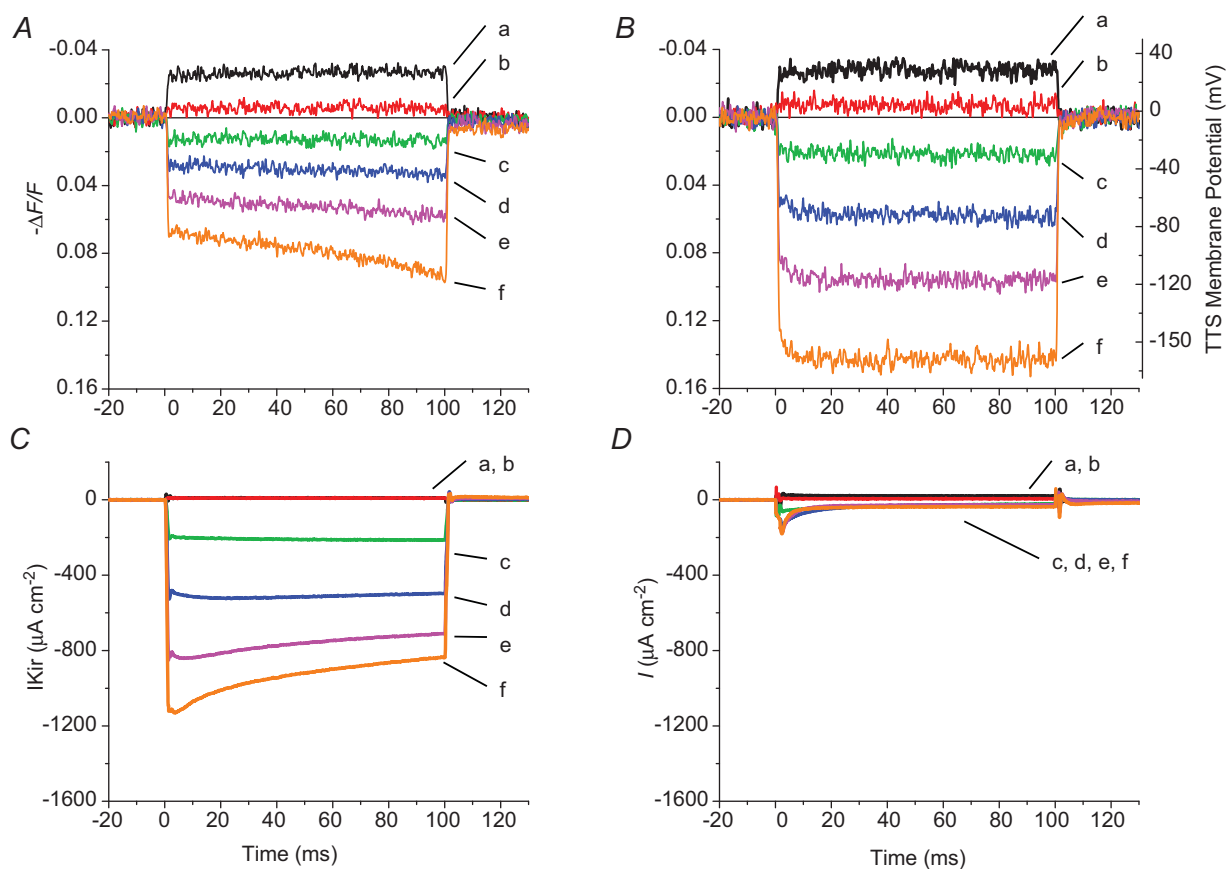 A
-ΔF/F
-0.04
0.00
0.04
0.08
0.12
0.16
-20 0 20 40 60 80 100 120
a
b
c
d
e
f
B
-0.04
0.00
0.04
0.08
0.12
0.16
-20 0 20 40 60 80 100 120
a
b
c
d
e
f
40
0
-40
-80
-120
-160
TTS Membrane Potential (mV)
C
IKir (μA cm-2)
0
-400
-800
-1200
-1600
-20 0 20 40 60 80 100 120
Time (ms)
a, b
c
d
e
f
D
I (μA cm-2)
0
-400
-800
-1200
-1600
-20 0 20 40 60 80 100 120
Time (ms)
a, b
c, d, e, f